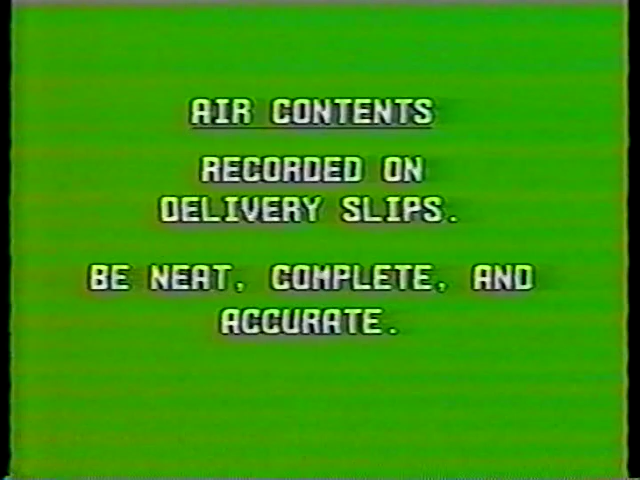 AIR CONTENTS
RECORDED ON
DELIVERY SLIPS.
BE NEAT, COMPLETE, AND
ACCURATE.